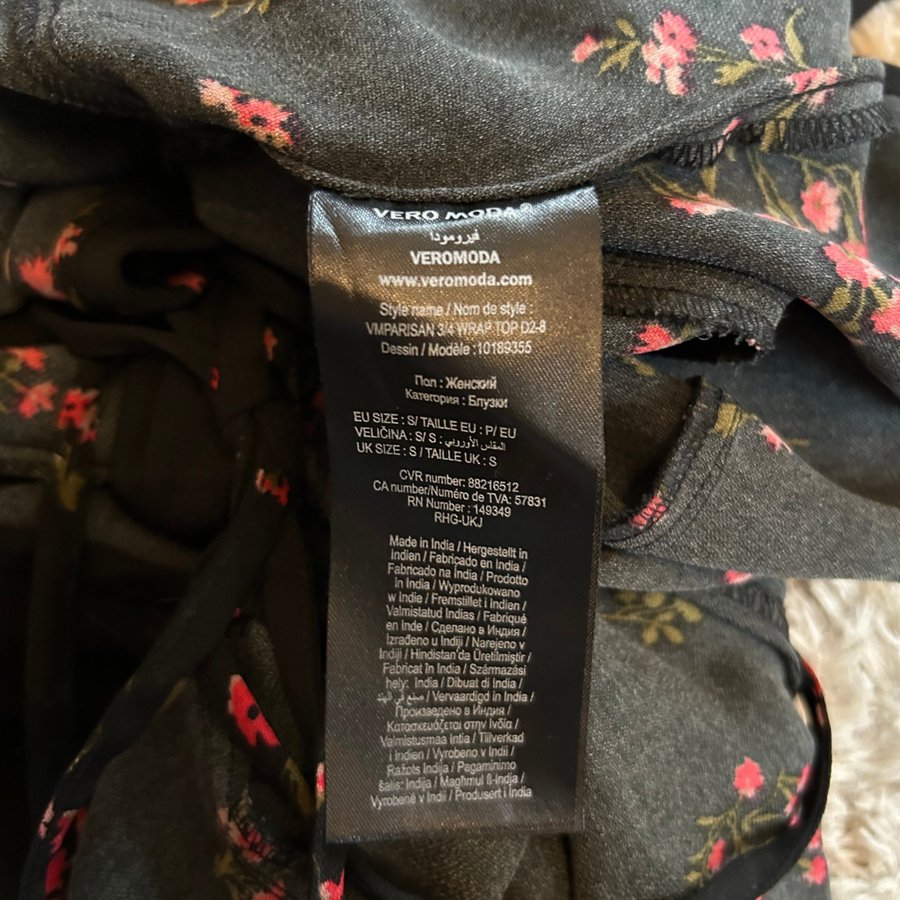 VERO MODA®
فيرومودا
VEROMODA
www.veromoda.com
Style name / Nom de style :
VMPARISAN 3/4 WRAP TOP D2-8
Dessin / Modèle :10189355
Пол : Женский
Категория : Блузки
EU SIZE : S/ TAILLE EU : P/ EU
VELIČINA : S/ S : المقاس الأوروبي
UK SIZE : S / TAILLE UK : S
CVR number: 88216512
CA number/Numéro de TVA: 57831
RN Number : 149349
RHG-UKJ
Made in India / Hergestellt in
Indien / Fabricado en India /
Fabricado na Índia / Prodotto
in India / Wyprodukowano
w Indie / Fremstillet i Indien /
Valmistatud Indias / Fabriqué
en Inde / Сделано в Индия /
Izrađeno u Indiji / Narejeno v
Indiji / Hindistan'da Üretilmiştir /
Fabricat în India / Származási
hely: India / Dibuat di India /
صنع في الهند / Vervaardigd in India /
Произведено в Индия /
Κατασκευάζεται στην Ινδία /
Valmistusmaa Intia / Tillverkad
i Indien / Vyrobeno v Indii /
Ražots Indija / Pagaminimo
šalis: Indija / Magħmul fl-Indja /
Vyrobené v Indii / Produsert i India